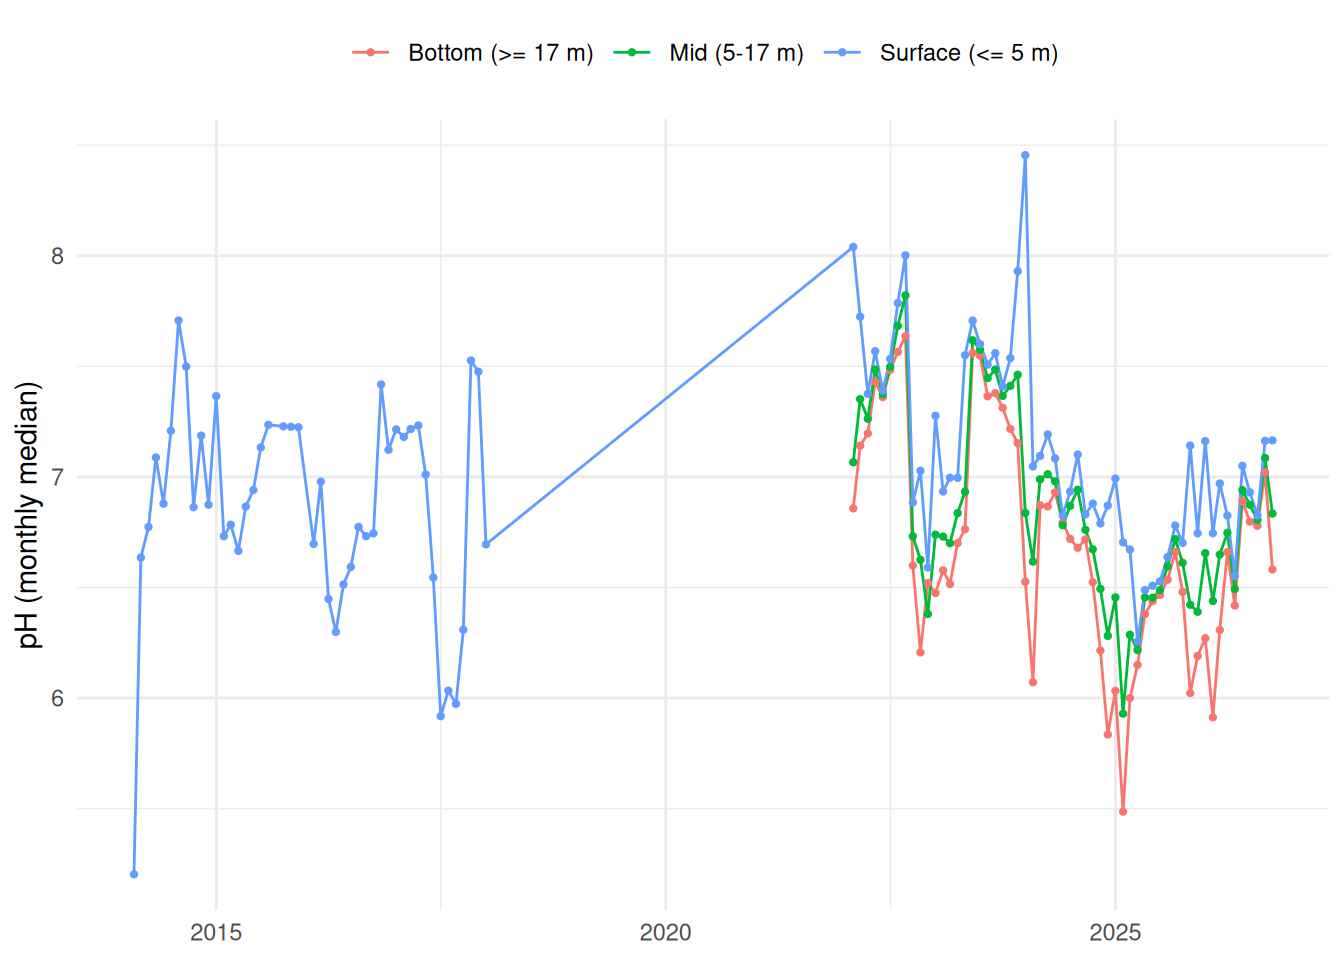 Bottom (>= 17 m) Mid (5-17 m) Surface (<= 5 m)
pH (monthly median)
8
7
6
2015 2020 2025